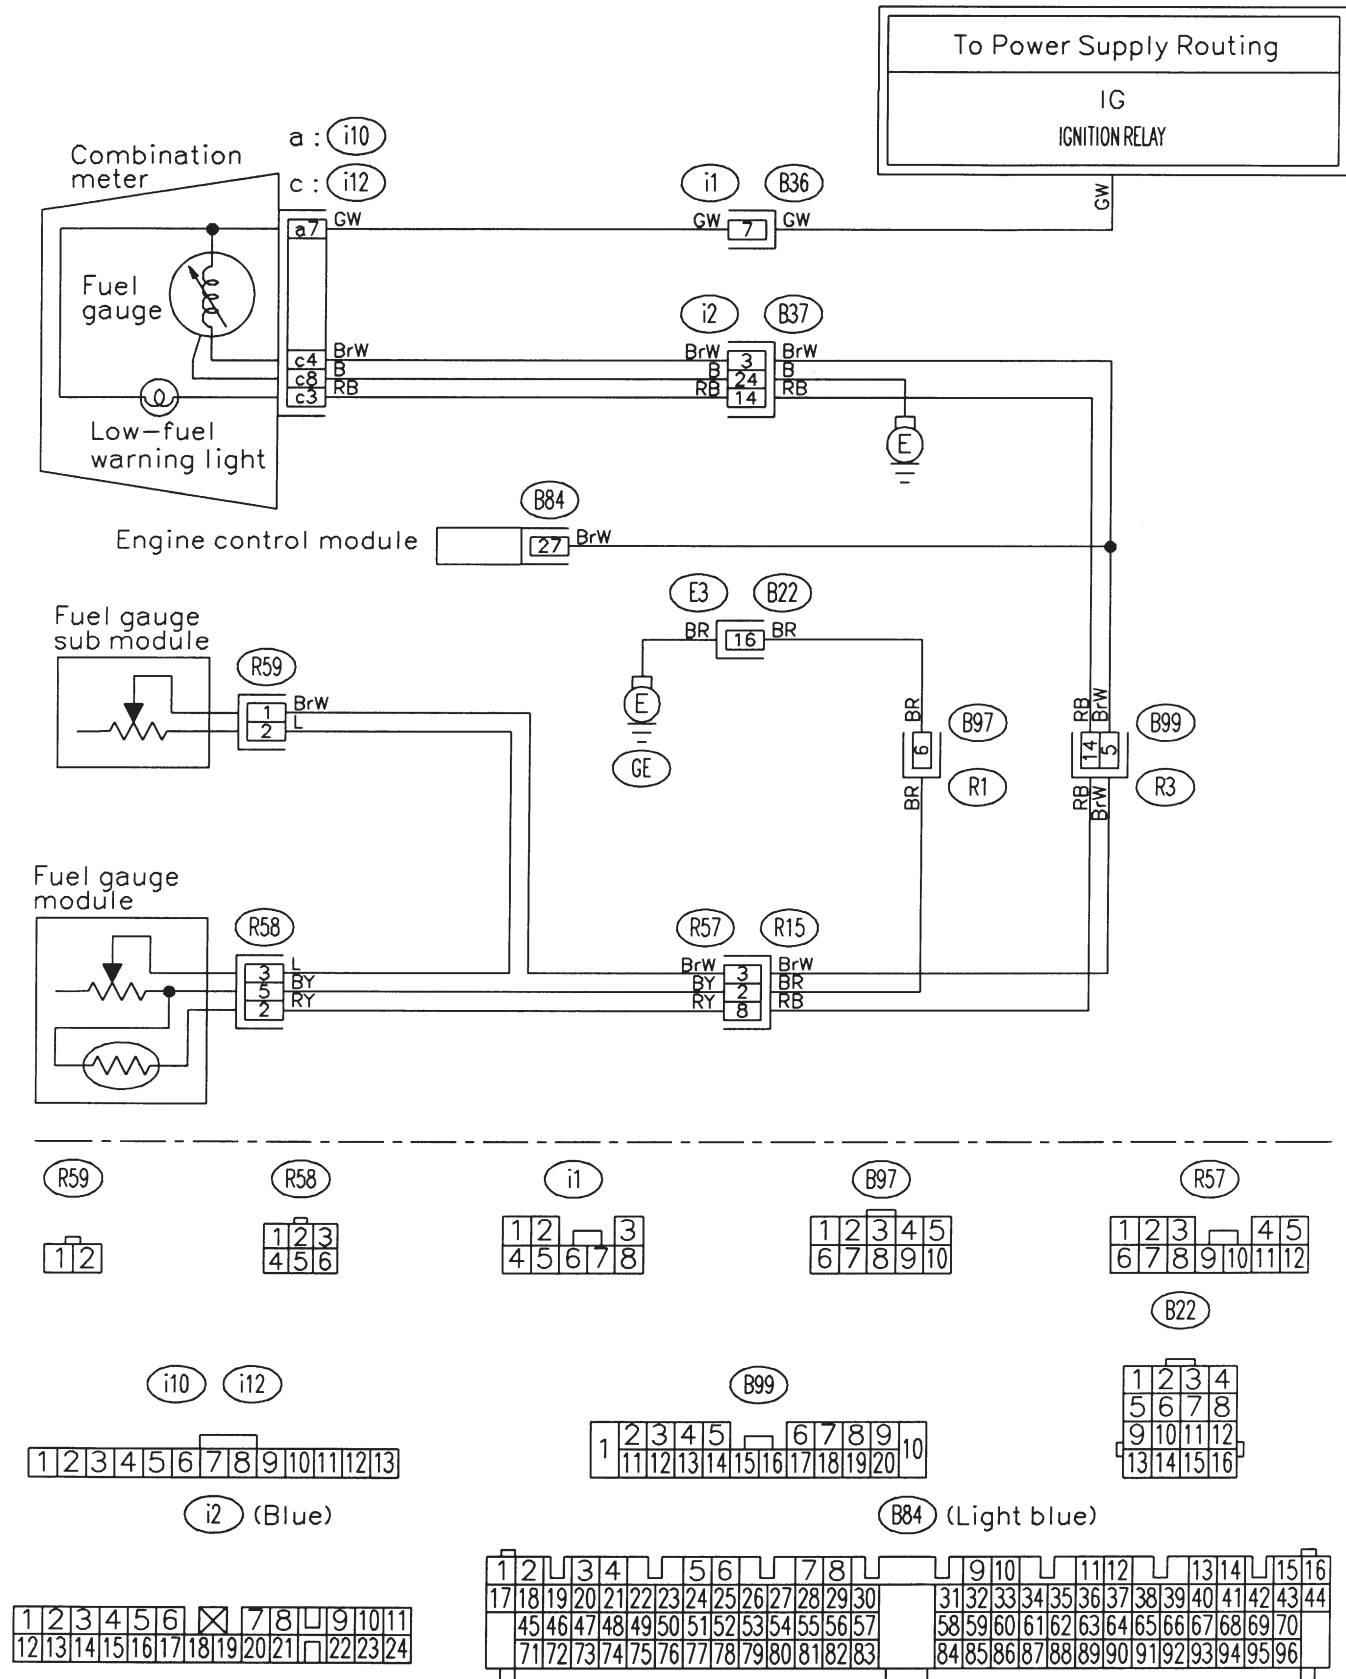 To Power Supply Routing
IG
IGNITION RELAY
GW
a : i10
c : i12
Combination
meter
i1 B36
a7 GW GW 7 GW
Fuel
gauge
i2 B37
c4 BrW BrW 3 BrW
c8 B B 24 B
c3 RB RB 14 RB
E
Low-fuel
warning light
B84
Engine control module 27 BrW
E3 B22
BR 16 BR
Fuel gauge
sub module
R59
1 BrW
2 L
E
GE
BR
6
BR
B97
R1
RB BrW
14 5
RB BrW
B99
R3
Fuel gauge
module
R58 R57 R15
3 L BrW 3 BrW
5 BY BY 2 BR
2 RY RY 8 RB
R59 R58 i1 B97 R57
1 2
1 2 3
4 5 6
1 2 3
4 5 6 7 8
1 2 3 4 5
6 7 8 9 10
1 2 3 4 5
6 7 8 9 10 11 12
B22
1 2 3 4
5 6 7 8
9 10 11 12
13 14 15 16
i10 i12
1 2 3 4 5 6 7 8 9 10 11 12 13
B99
1 2 3 4 5 6 7 8 9 10
11 12 13 14 15 16 17 18 19 20
i2 (Blue)
1 2 3 4 5 6 7 8 9 10 11
12 13 14 15 16 17 18 19 20 21 22 23 24
B84 (Light blue)
1 2 3 4 5 6 7 8 9 10 11 12 13 14 15 16
17 18 19 20 21 22 23 24 25 26 27 28 29 30 31 32 33 34 35 36 37 38 39 40 41 42 43 44
45 46 47 48 49 50 51 52 53 54 55 56 57 58 59 60 61 62 63 64 65 66 67 68 69 70
71 72 73 74 75 76 77 78 79 80 81 82 83 84 85 86 87 88 89 90 91 92 93 94 95 96